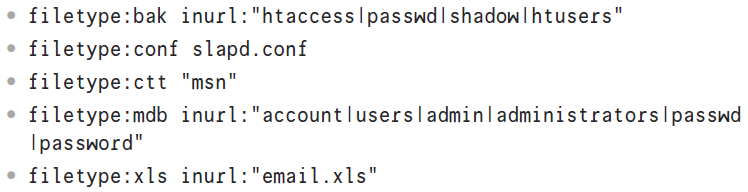 • filetype:bak inurl:"htaccess|passwd|shadow|htusers"
• filetype:conf slapd.conf
• filetype:ctt "msn"
• filetype:mdb inurl:"account|users|admin|administrators|passwd
|password"
• filetype:xls inurl:"email.xls"